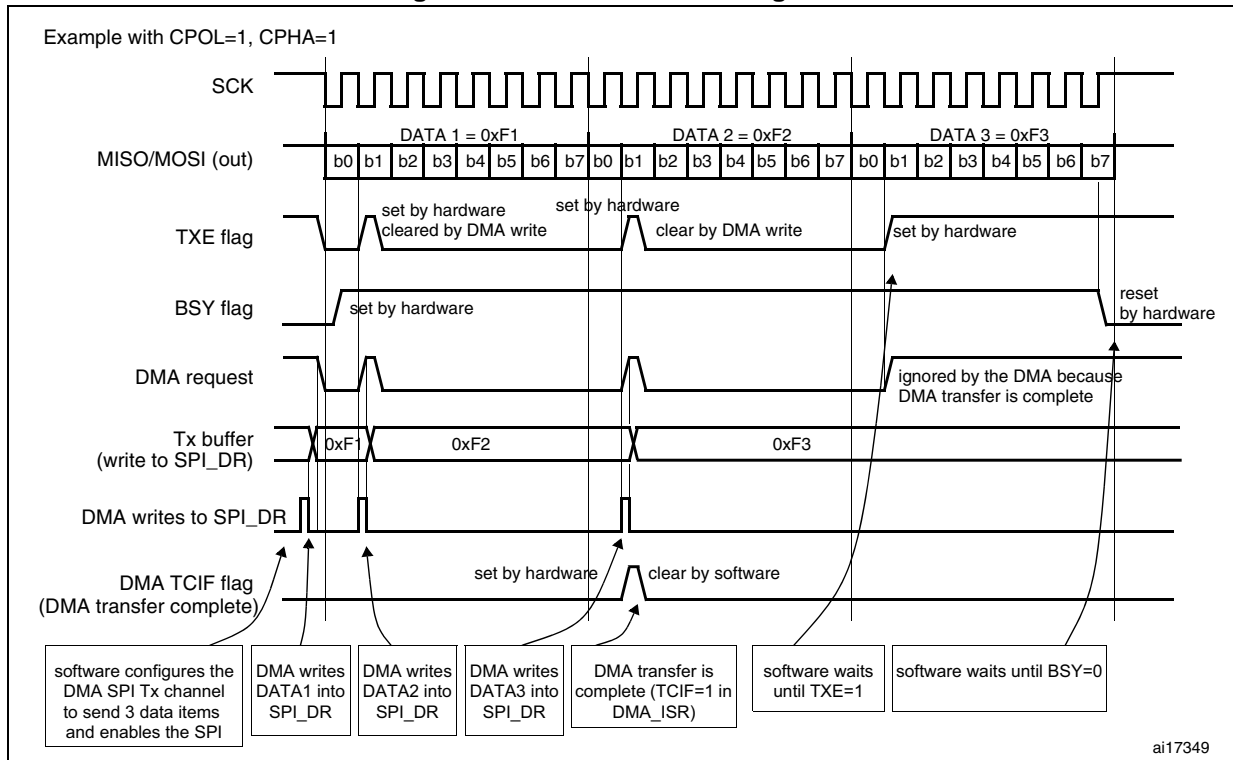 Example with CPOL=1, CPHA=1
SCK
DATA 1 = 0xF1 DATA 2 = 0xF2 DATA 3 = 0xF3
MISO/MOSI (out) b0 b1 b2 b3 b4 b5 b6 b7 b0 b1 b2 b3 b4 b5 b6 b7 b0 b1 b2 b3 b4 b5 b6 b7
set by hardware
cleared by DMA write
set by hardware
clear by DMA write
set by hardware
TXE flag
BSY flag
set by hardware
reset
by hardware
DMA request
ignored by the DMA because
DMA transfer is complete
Tx buffer
(write to SPI_DR)
0xF1 0xF2 0xF3
DMA writes to SPI_DR
DMA TCIF flag
(DMA transfer complete)
set by hardware
clear by software
software configures the
DMA SPI Tx channel
to send 3 data items
and enables the SPI
DMA writes
DATA1 into
SPI_DR
DMA writes
DATA2 into
SPI_DR
DMA writes
DATA3 into
SPI_DR
DMA transfer is
complete (TCIF=1 in
DMA_ISR)
software waits
until TXE=1
software waits until BSY=0
ai17349